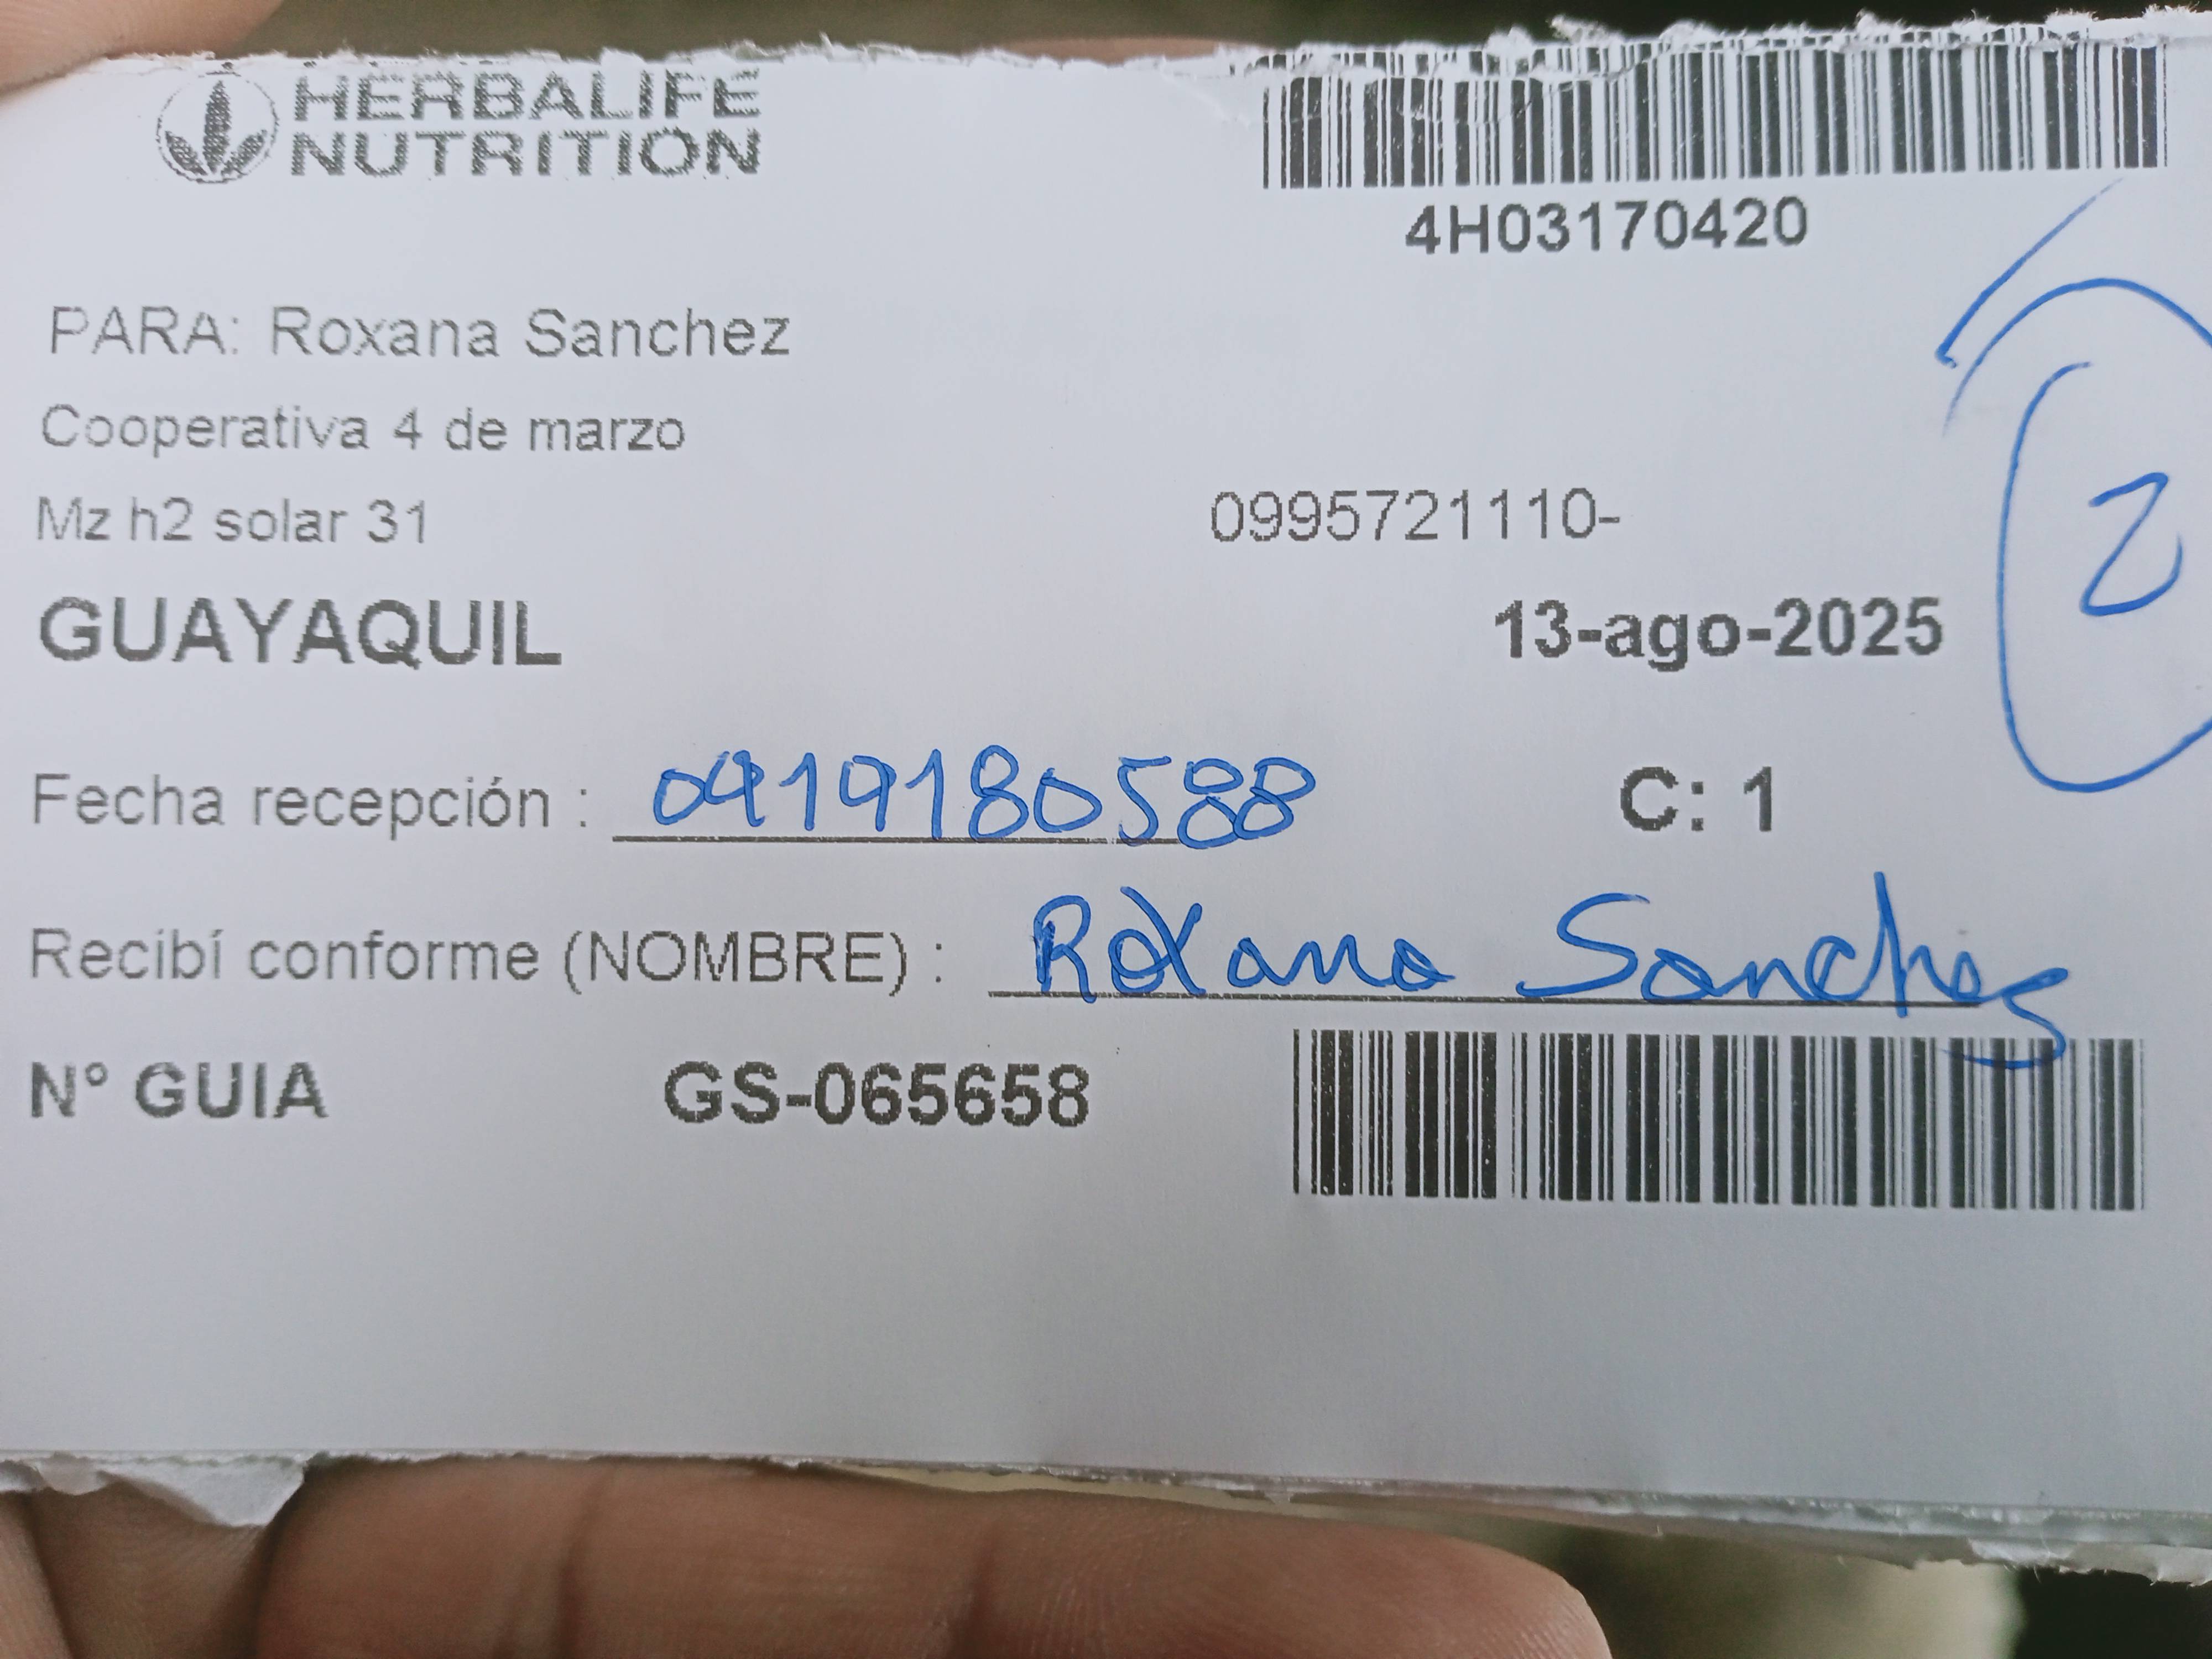 HERBALIFE
NUTRITION
4H03170420
PARA: Roxana Sanchez
Cooperativa 4 de marzo
Mz h2 solar 31
0995721110-
GUAYAQUIL
13-ago-2025
2
Fecha recepción : 0919180588
C: 1
Recibí conforme (NOMBRE) : Roxana Sanchez
N° GUIA GS-065658